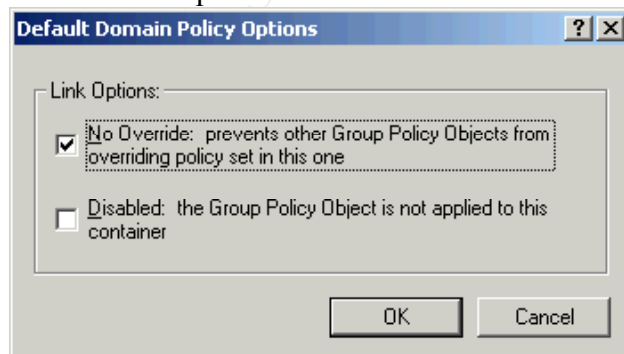 Default Domain Policy Options
Link Options:
No Override: prevents other Group Policy Objects from
overriding policy set in this one
Disabled: the Group Policy Object is not applied to this
container
OK
Cancel